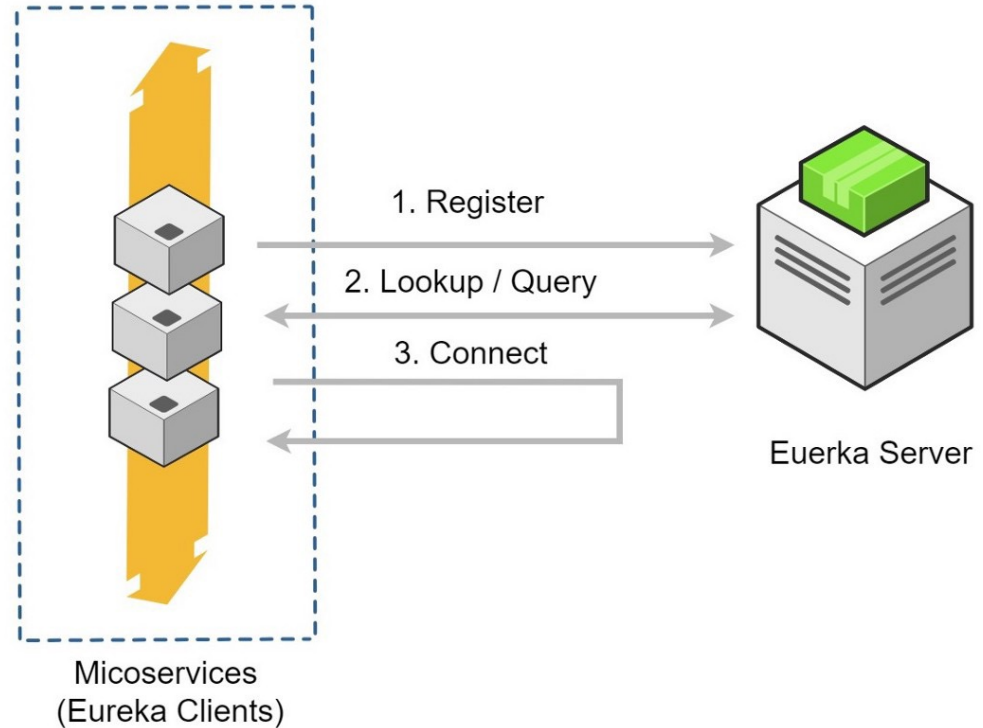 1. Register
2. Lookup / Query
3. Connect
Euerka Server
Micoservices
(Eureka Clients)